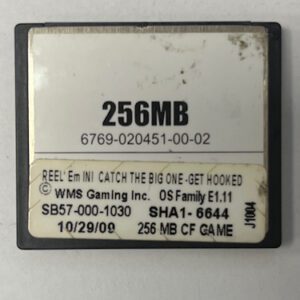 256MB
6769-020451-00-02
REEL' Em IN! CATCH THE BIG ONE -GET HOOKED
© WMS Gaming Inc. OS Family E1.11
SB57-000-1030 SHA1- 6644
10/29/09 256 MB CF GAME
J1004